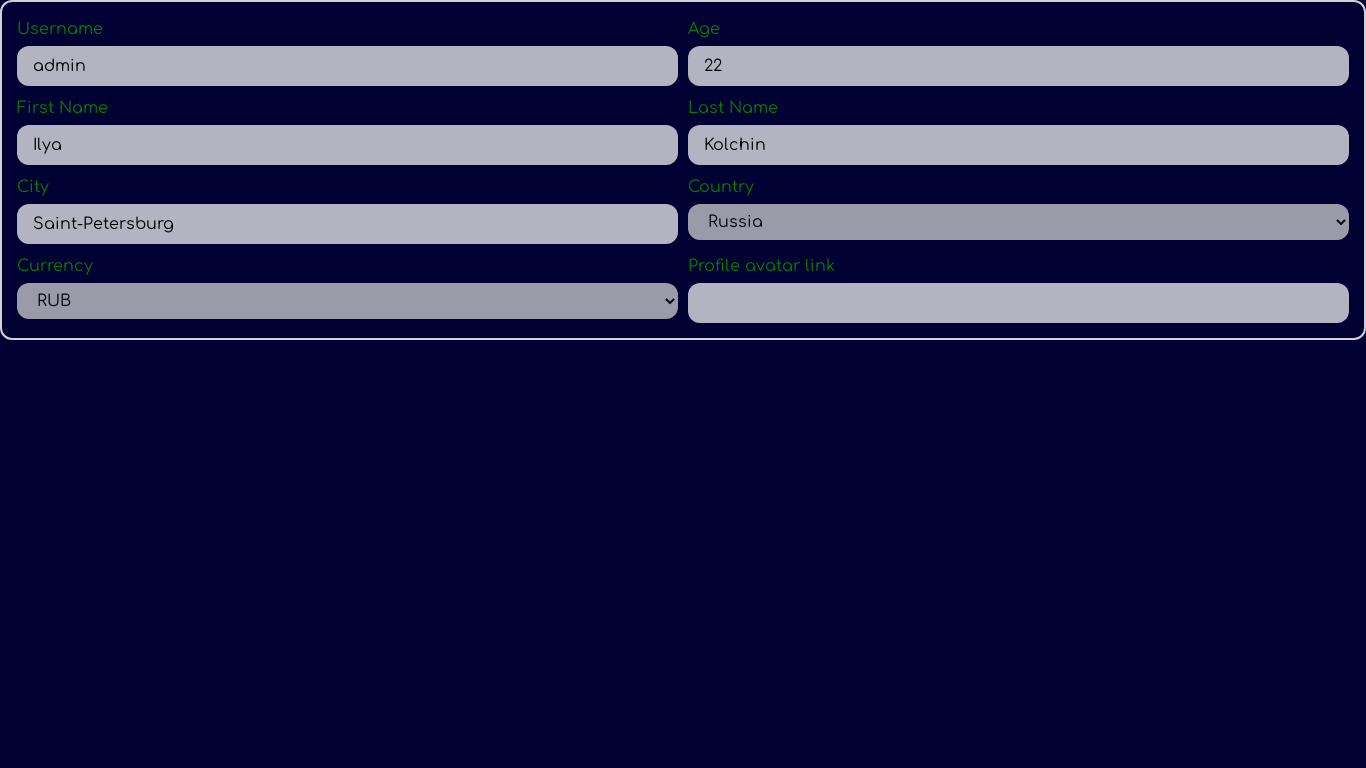 Username
Age
admin
22
First Name
Last Name
Ilya
Kolchin
City
Country
Saint-Petersburg
Russia
Currency
Profile avatar link
RUB